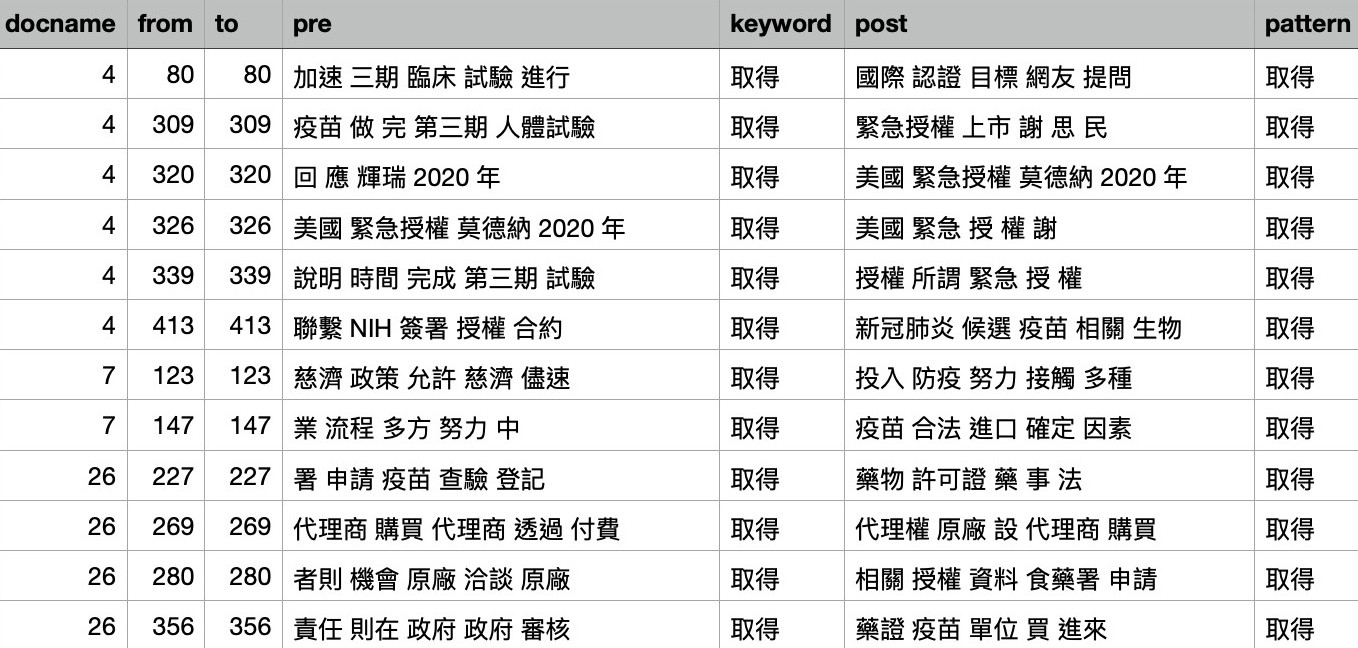 docname from to pre keyword post pattern
4 80 80 加速 三期 臨床 試驗 進行 取得 國際 認證 目標 網友 提問 取得
4 309 309 疫苗 做 完 第三期 人體試驗 取得 緊急授權 上市 謝 思 民 取得
4 320 320 回 應 輝瑞 2020 年 取得 美國 緊急授權 莫德納 2020 年 取得
4 326 326 美國 緊急授權 莫德納 2020 年 取得 美國 緊急 授 權 謝 取得
4 339 339 說明 時間 完成 第三期 試驗 取得 授權 所謂 緊急 授 權 取得
4 413 413 聯繫 NIH 簽署 授權 合約 取得 新冠肺炎 候選 疫苗 相關 生物 取得
7 123 123 慈濟 政策 允許 慈濟 儘速 取得 投入 防疫 努力 接觸 多種 取得
7 147 147 業 流程 多方 努力 中 取得 疫苗 合法 進口 確定 因素 取得
26 227 227 署 申請 疫苗 查驗 登記 取得 藥物 許可證 藥 事 法 取得
26 269 269 代理商 購買 代理商 透過 付費 取得 代理權 原廠 設 代理商 購買 取得
26 280 280 者則 機會 原廠 洽談 原廠 取得 相關 授權 資料 食藥署 申請 取得
26 356 356 責任 則在 政府 政府 審核 取得 藥證 疫苗 單位 買 進來 取得